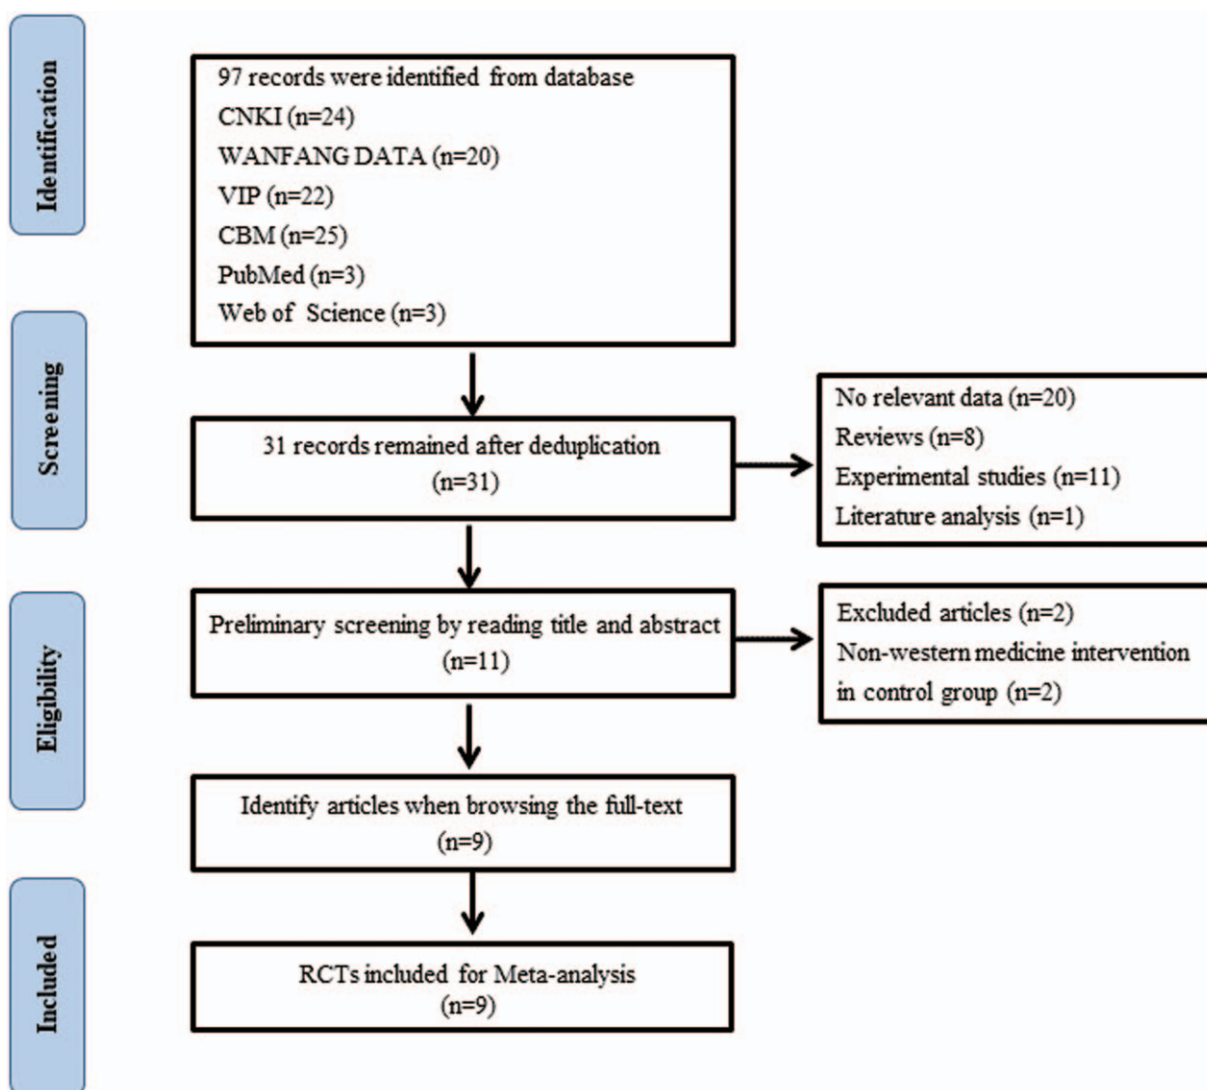 Identification
97 records were identified from database
CNKI (n=24)
WANFANG DATA (n=20)
VIP (n=22)
CBM (n=25)
PubMed (n=3)
Web of Science (n=3)
Screening
31 records remained after deduplication
(n=31)
No relevant data (n=20)
Reviews (n=8)
Experimental studies (n=11)
Literature analysis (n=1)
Eligibility
Preliminary screening by reading title and abstract
(n=11)
Excluded articles (n=2)
Non-western medicine intervention
in control group (n=2)
Identify articles when browsing the full-text
(n=9)
Included
RCTs included for Meta-analysis
(n=9)